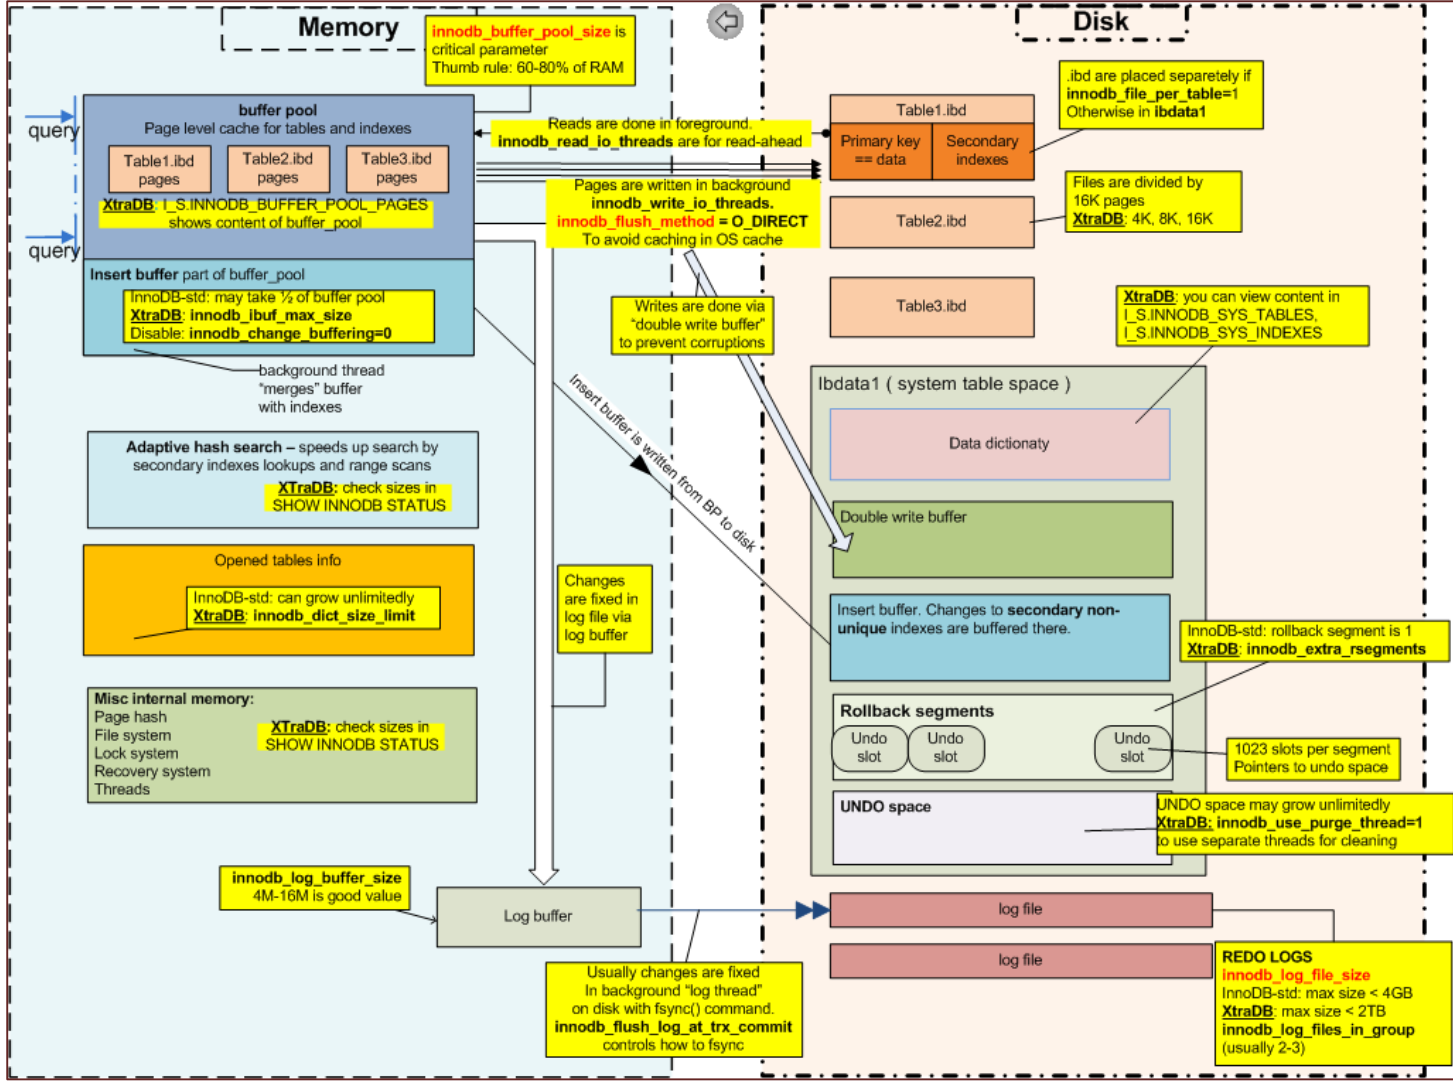 Memory
innodb_buffer_pool_size is
critical parameter
Thumb rule: 60-80% of RAM
query
query
buffer pool
Page level cache for tables and indexes
Table1.ibd
pages
Table2.ibd
pages
Table3.ibd
pages
XtraDB: I_S.INNODB_BUFFER_POOL_PAGES
shows content of buffer_pool
Insert buffer part of buffer_pool
InnoDB-std: may take ½ of buffer pool
XtraDB: innodb_ibuf_max_size
Disable: innodb_change_buffering=0
background thread
"merges" buffer
with indexes
Adaptive hash search – speeds up search by
secondary indexes lookups and range scans
XTraDB: check sizes in
SHOW INNODB STATUS
Opened tables info
InnoDB-std: can grow unlimitedly
XtraDB: innodb_dict_size_limit
Misc internal memory:
Page hash
File system
Lock system
Recovery system
Threads
XTraDB: check sizes in
SHOW INNODB STATUS
innodb_log_buffer_size
4M-16M is good value
Log buffer
Reads are done in foreground.
innodb_read_io_threads are for read-ahead
Pages are written in background
innodb_write_io_threads.
innodb_flush_method = O_DIRECT
To avoid caching in OS cache
Writes are done via
"double write buffer"
to prevent corruptions
Insert buffer is written from BP to disk
Changes
are fixed in
log file via
log buffer
Usually changes are fixed
In background "log thread"
on disk with fsync() command.
innodb_flush_log_at_trx_commit
controls how to fsync
Disk
.ibd are placed separetely if
innodb_file_per_table=1
Otherwise in ibdata1
Table1.ibd
Primary key
== data
Secondary
indexes
Files are divided by
16K pages
XtraDB: 4K, 8K, 16K
Table2.ibd
Table3.ibd
XtraDB: you can view content in
I_S.INNODB_SYS_TABLES,
I_S.INNODB_SYS_INDEXES
Ibdata1 ( system table space )
Data dictionaty
Double write buffer
Insert buffer. Changes to secondary non-
unique indexes are buffered there.
InnoDB-std: rollback segment is 1
XtraDB: innodb_extra_rsegments
Rollback segments
Undo
slot
Undo
slot
Undo
slot
1023 slots per segment
Pointers to undo space
UNDO space
UNDO space may grow unlimitedly
XtraDB: innodb_use_purge_thread=1
to use separate threads for cleaning
log file
log file
REDO LOGS
innodb_log_file_size
InnoDB-std: max size < 4GB
XtraDB: max size < 2TB
innodb_log_files_in_group
(usually 2-3)